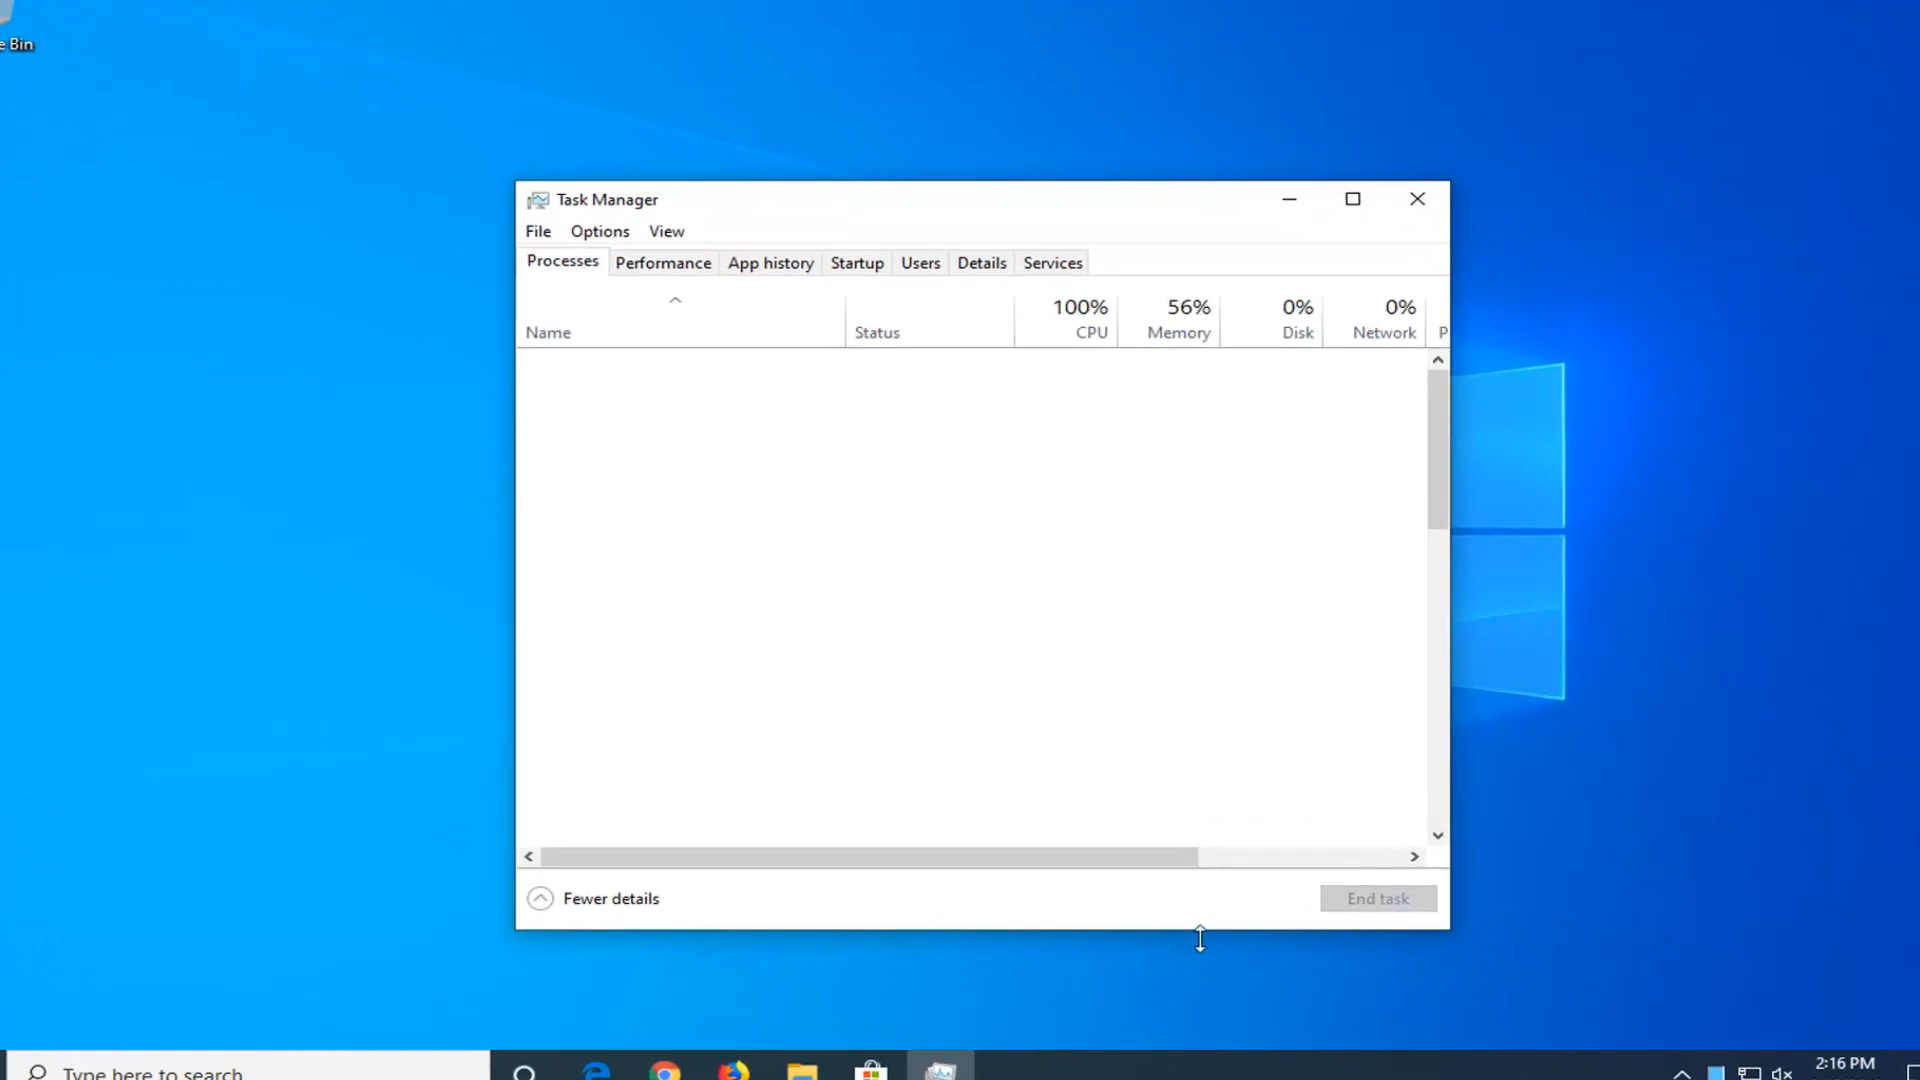 e Bin
Task Manager
File Options View
Processes Performance App history Startup Users Details Services
100% 56% 0% 0%
Name Status CPU Memory Disk Network P
Fewer details End task
Type here to search
2:16 PM